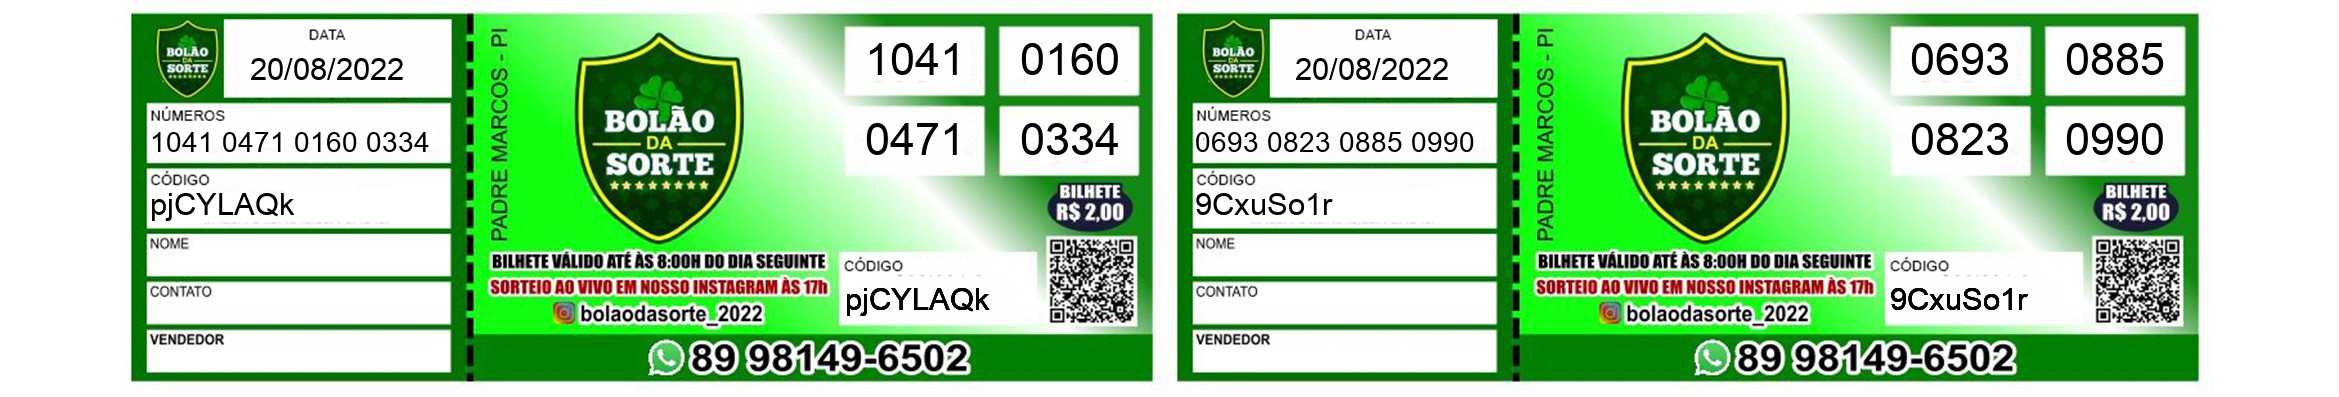 BOLÃO
DA
SORTE
DATA
20/08/2022
NÚMEROS
1041 0471 0160 0334
CÓDIGO
pjCYLAQk
NOME
CONTATO
VENDEDOR
PADRE MARCOS - PI
BOLÃO
DA
SORTE
1041 0160
0471 0334
BILHETE
R$ 2,00
BILHETE VÁLIDO ATÉ ÀS 8:00H DO DIA SEGUINTE
SORTEIO AO VIVO EM NOSSO INSTAGRAM ÀS 17h
bolaodasorte_2022
CÓDIGO
pjCYLAQk
89 98149-6502
BOLÃO
DA
SORTE
DATA
20/08/2022
NÚMEROS
0693 0823 0885 0990
CÓDIGO
9CxuSo1r
NOME
CONTATO
VENDEDOR
PADRE MARCOS - PI
BOLÃO
DA
SORTE
0693 0885
0823 0990
BILHETE
R$ 2,00
BILHETE VÁLIDO ATÉ ÀS 8:00H DO DIA SEGUINTE
SORTEIO AO VIVO EM NOSSO INSTAGRAM ÀS 17h
bolaodasorte_2022
CÓDIGO
9CxuSo1r
89 98149-6502